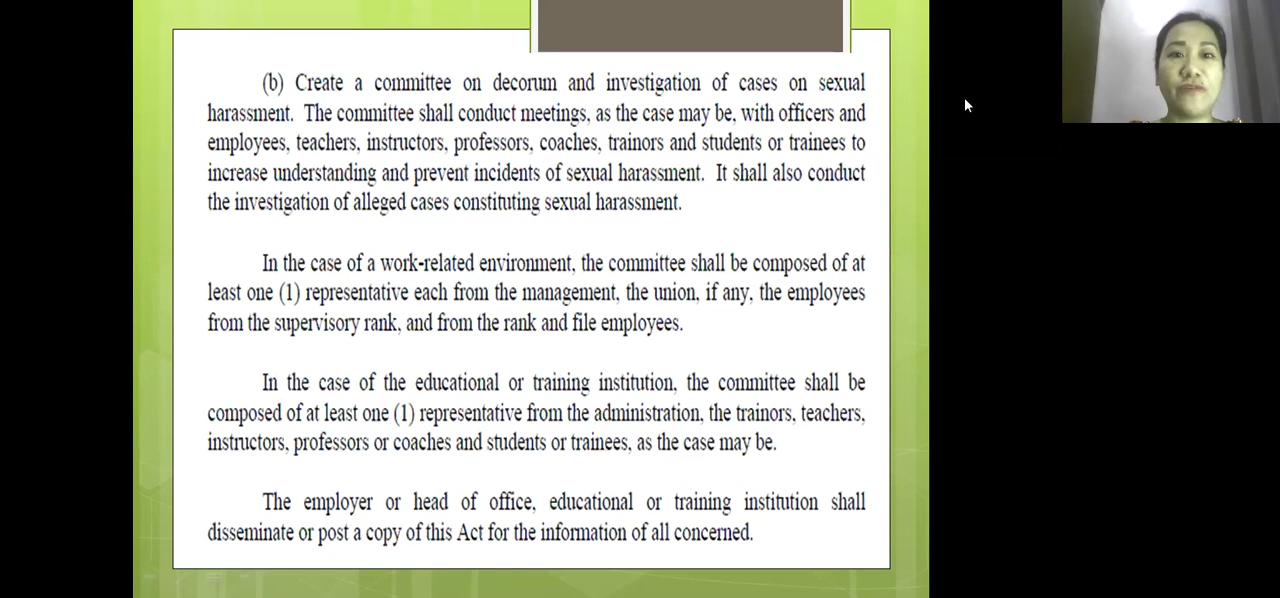 (b) Create a committee on decorum and investigation of cases on sexual
harassment. The committee shall conduct meetings, as the case may be, with officers and
employees, teachers, instructors, professors, coaches, trainors and students or trainees to
increase understanding and prevent incidents of sexual harassment. It shall also conduct
the investigation of alleged cases constituting sexual harassment.
In the case of a work-related environment, the committee shall be composed of at
least one (1) representative each from the management, the union, if any, the employees
from the supervisory rank, and from the rank and file employees.
In the case of the educational or training institution, the committee shall be
composed of at least one (1) representative from the administration, the trainors, teachers,
instructors, professors or coaches and students or trainees, as the case may be.
The employer or head of office, educational or training institution shall
disseminate or post a copy of this Act for the information of all concerned.